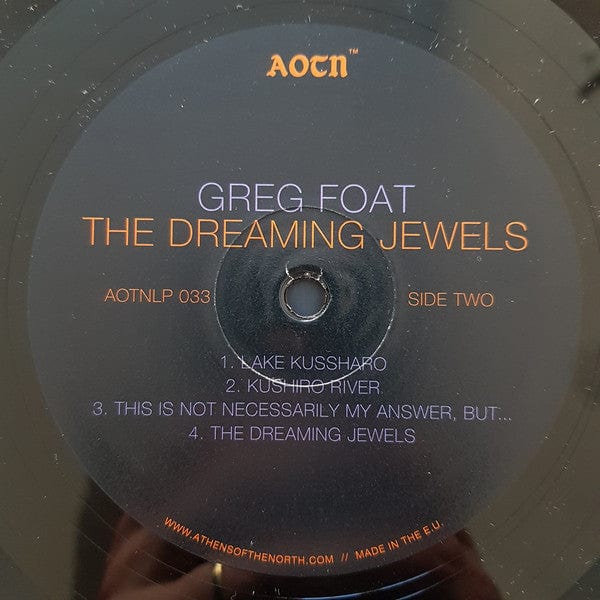 AOTN™
GREG FOAT
THE DREAMING JEWELS
AOTNLP 033 SIDE TWO
1. LAKE KUSSHARO
2. KUSHIRO RIVER
3. THIS IS NOT NECESSARILY MY ANSWER, BUT...
4. THE DREAMING JEWELS
WWW.ATHENSOFTHENORTH.COM // MADE IN THE E.U.